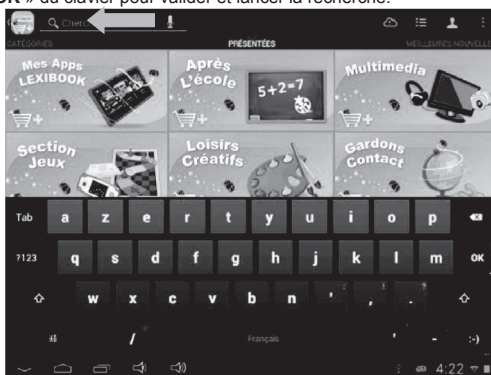 OK » du clavier pour valider et lancer la recherche.
Cherc
CATÉGORIES PRÉSENTÉES MEILLEURES NOUVELLE
Mes Apps
LEXIBOOK
Après
L'école
5+2=7
Multimedia
Section
Jeux
Loisirs
Créatifs
Gardons
Contact
Tab a z e r t y u i o p
?123 q s d f g h j k l m OK
w x c v b n ' , .
/ Français ' - :-)
4:22